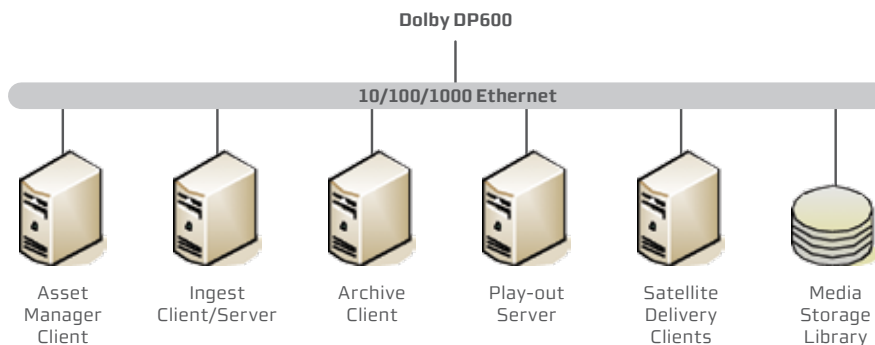 Dolby DP600
10/100/1000 Ethernet
Asset
Manager
Client
Ingest
Client/Server
Archive
Client
Play-out
Server
Satellite
Delivery
Clients
Media
Storage
Library